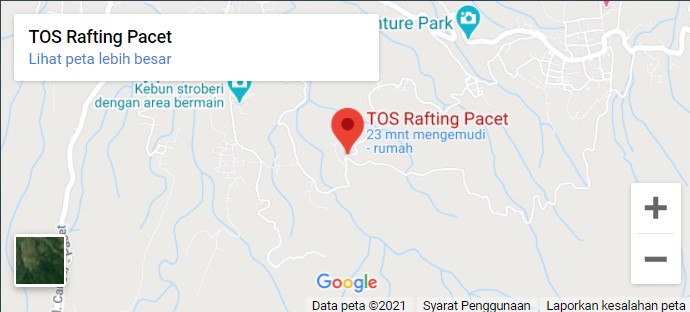 TOS Rafting Pacet
Lihat peta lebih besar
nture Park
Kebun stroberi
dengan area bermain
TOS Rafting Pacet
23 mnt mengemudi
- rumah
Google
Data peta ©2021 Syarat Penggunaan Laporkan kesalahan peta